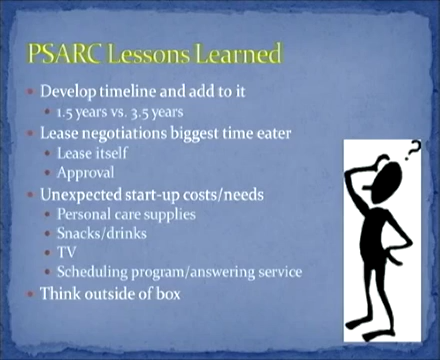 PSARC Lessons Learned
Develop timeline and add to it
1.5 years vs. 3.5 years
Lease negotiations biggest time eater
Lease itself
Approval
Unexpected start-up costs/needs
Personal care supplies
Snacks/drinks
TV
Scheduling program/answering service
Think outside of box
?